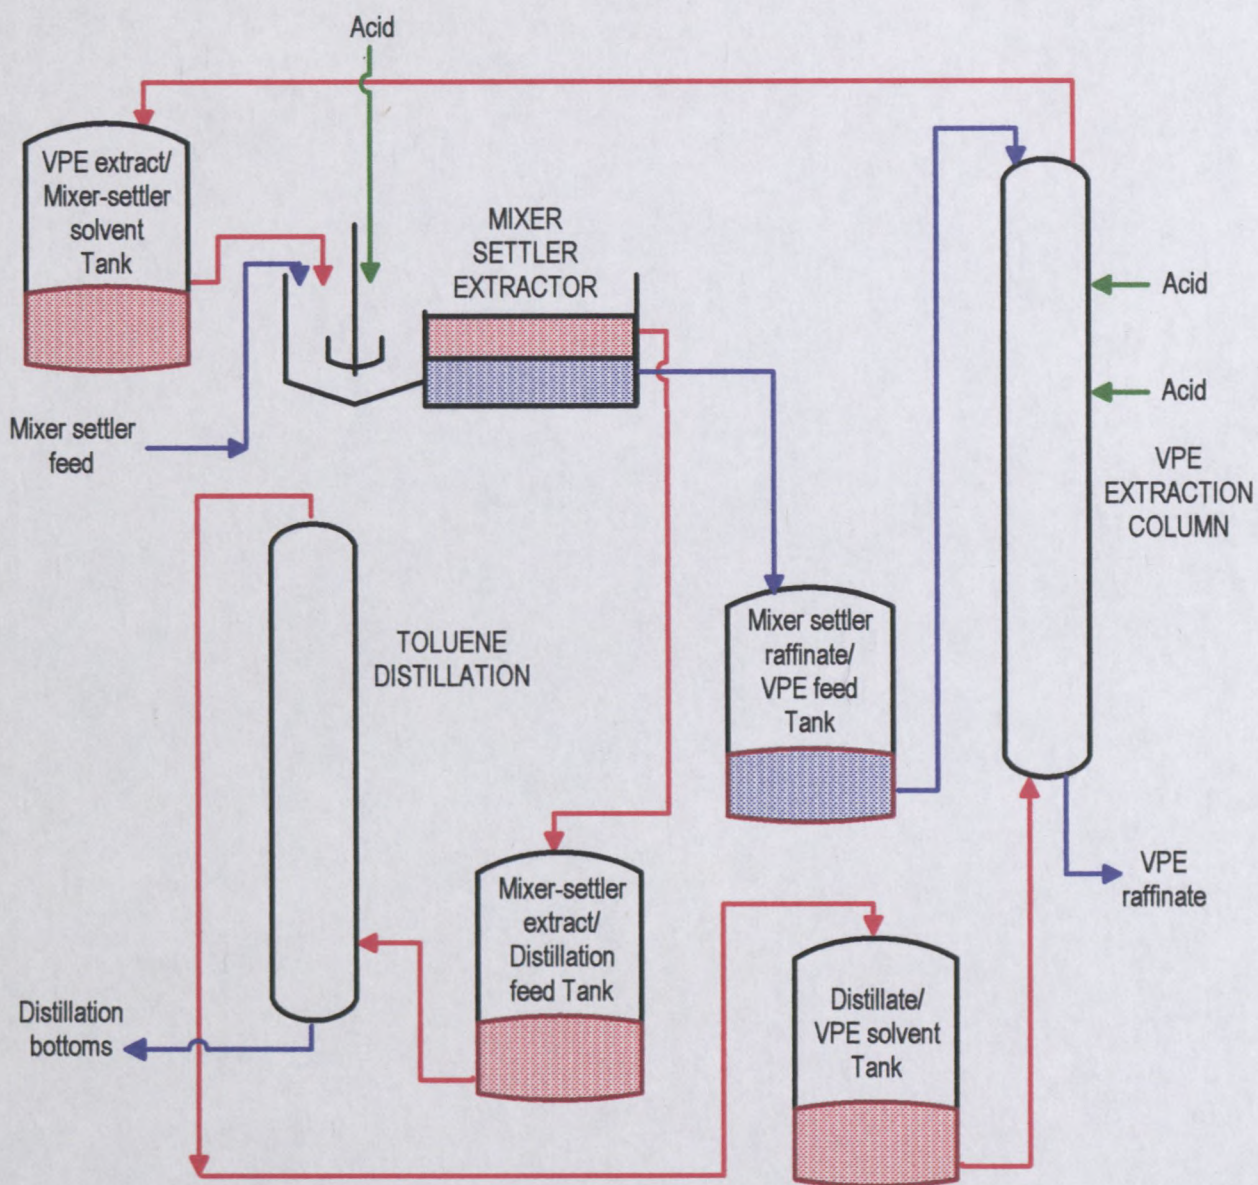 Acid
VPE extract/
Mixer-settler
solvent
Tank
MIXER
SETTLER
EXTRACTOR
Acid
Acid
Mixer settler
feed
VPE
EXTRACTION
COLUMN
TOLUENE
DISTILLATION
Mixer settler
raffinate/
VPE feed
Tank
VPE
raffinate
Mixer-settler
extract/
Distillation
feed Tank
Distillation
bottoms
Distillate/
VPE solvent
Tank